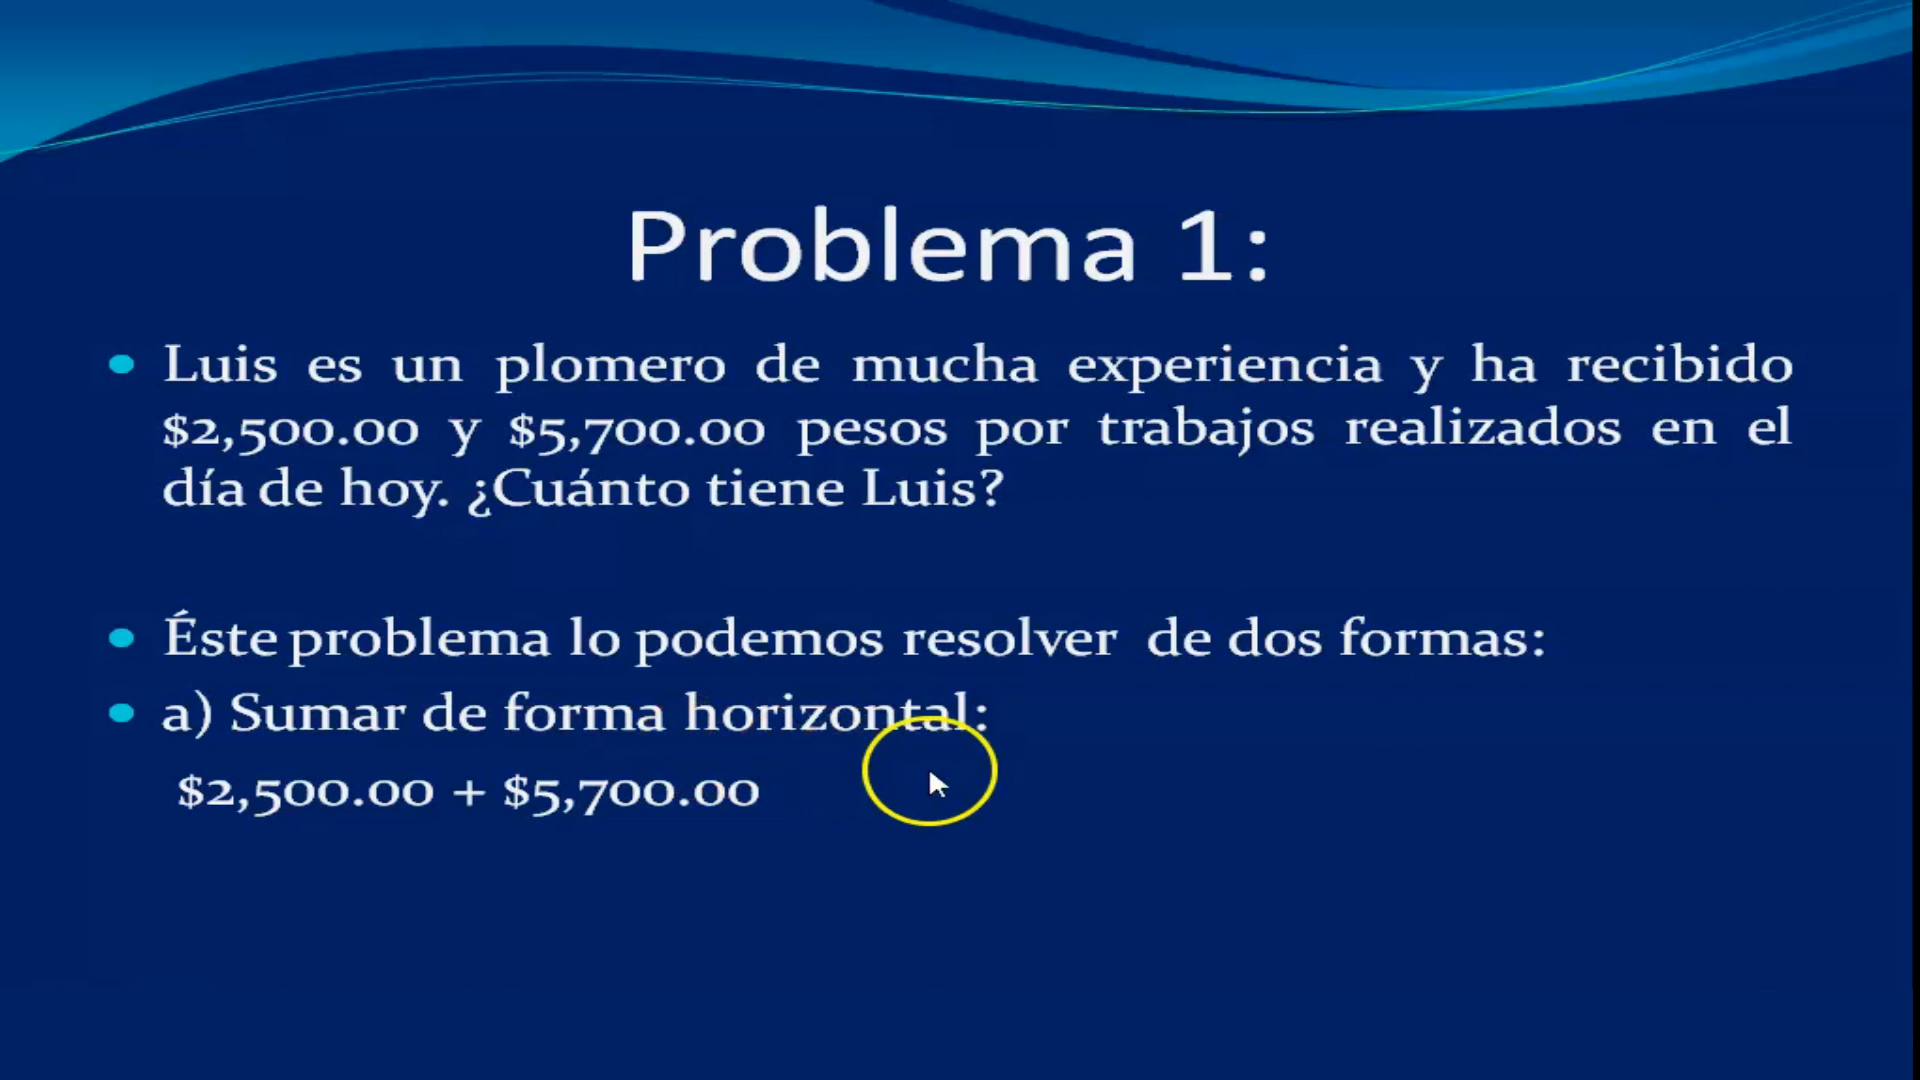 Problema 1:
Luis es un plomero de mucha experiencia y ha recibido
$2,500.00 y $5,700.00 pesos por trabajos realizados en el
día de hoy. ¿Cuánto tiene Luis?
Éste problema lo podemos resolver de dos formas:
a) Sumar de forma horizontal:
$2,500.00 + $5,700.00